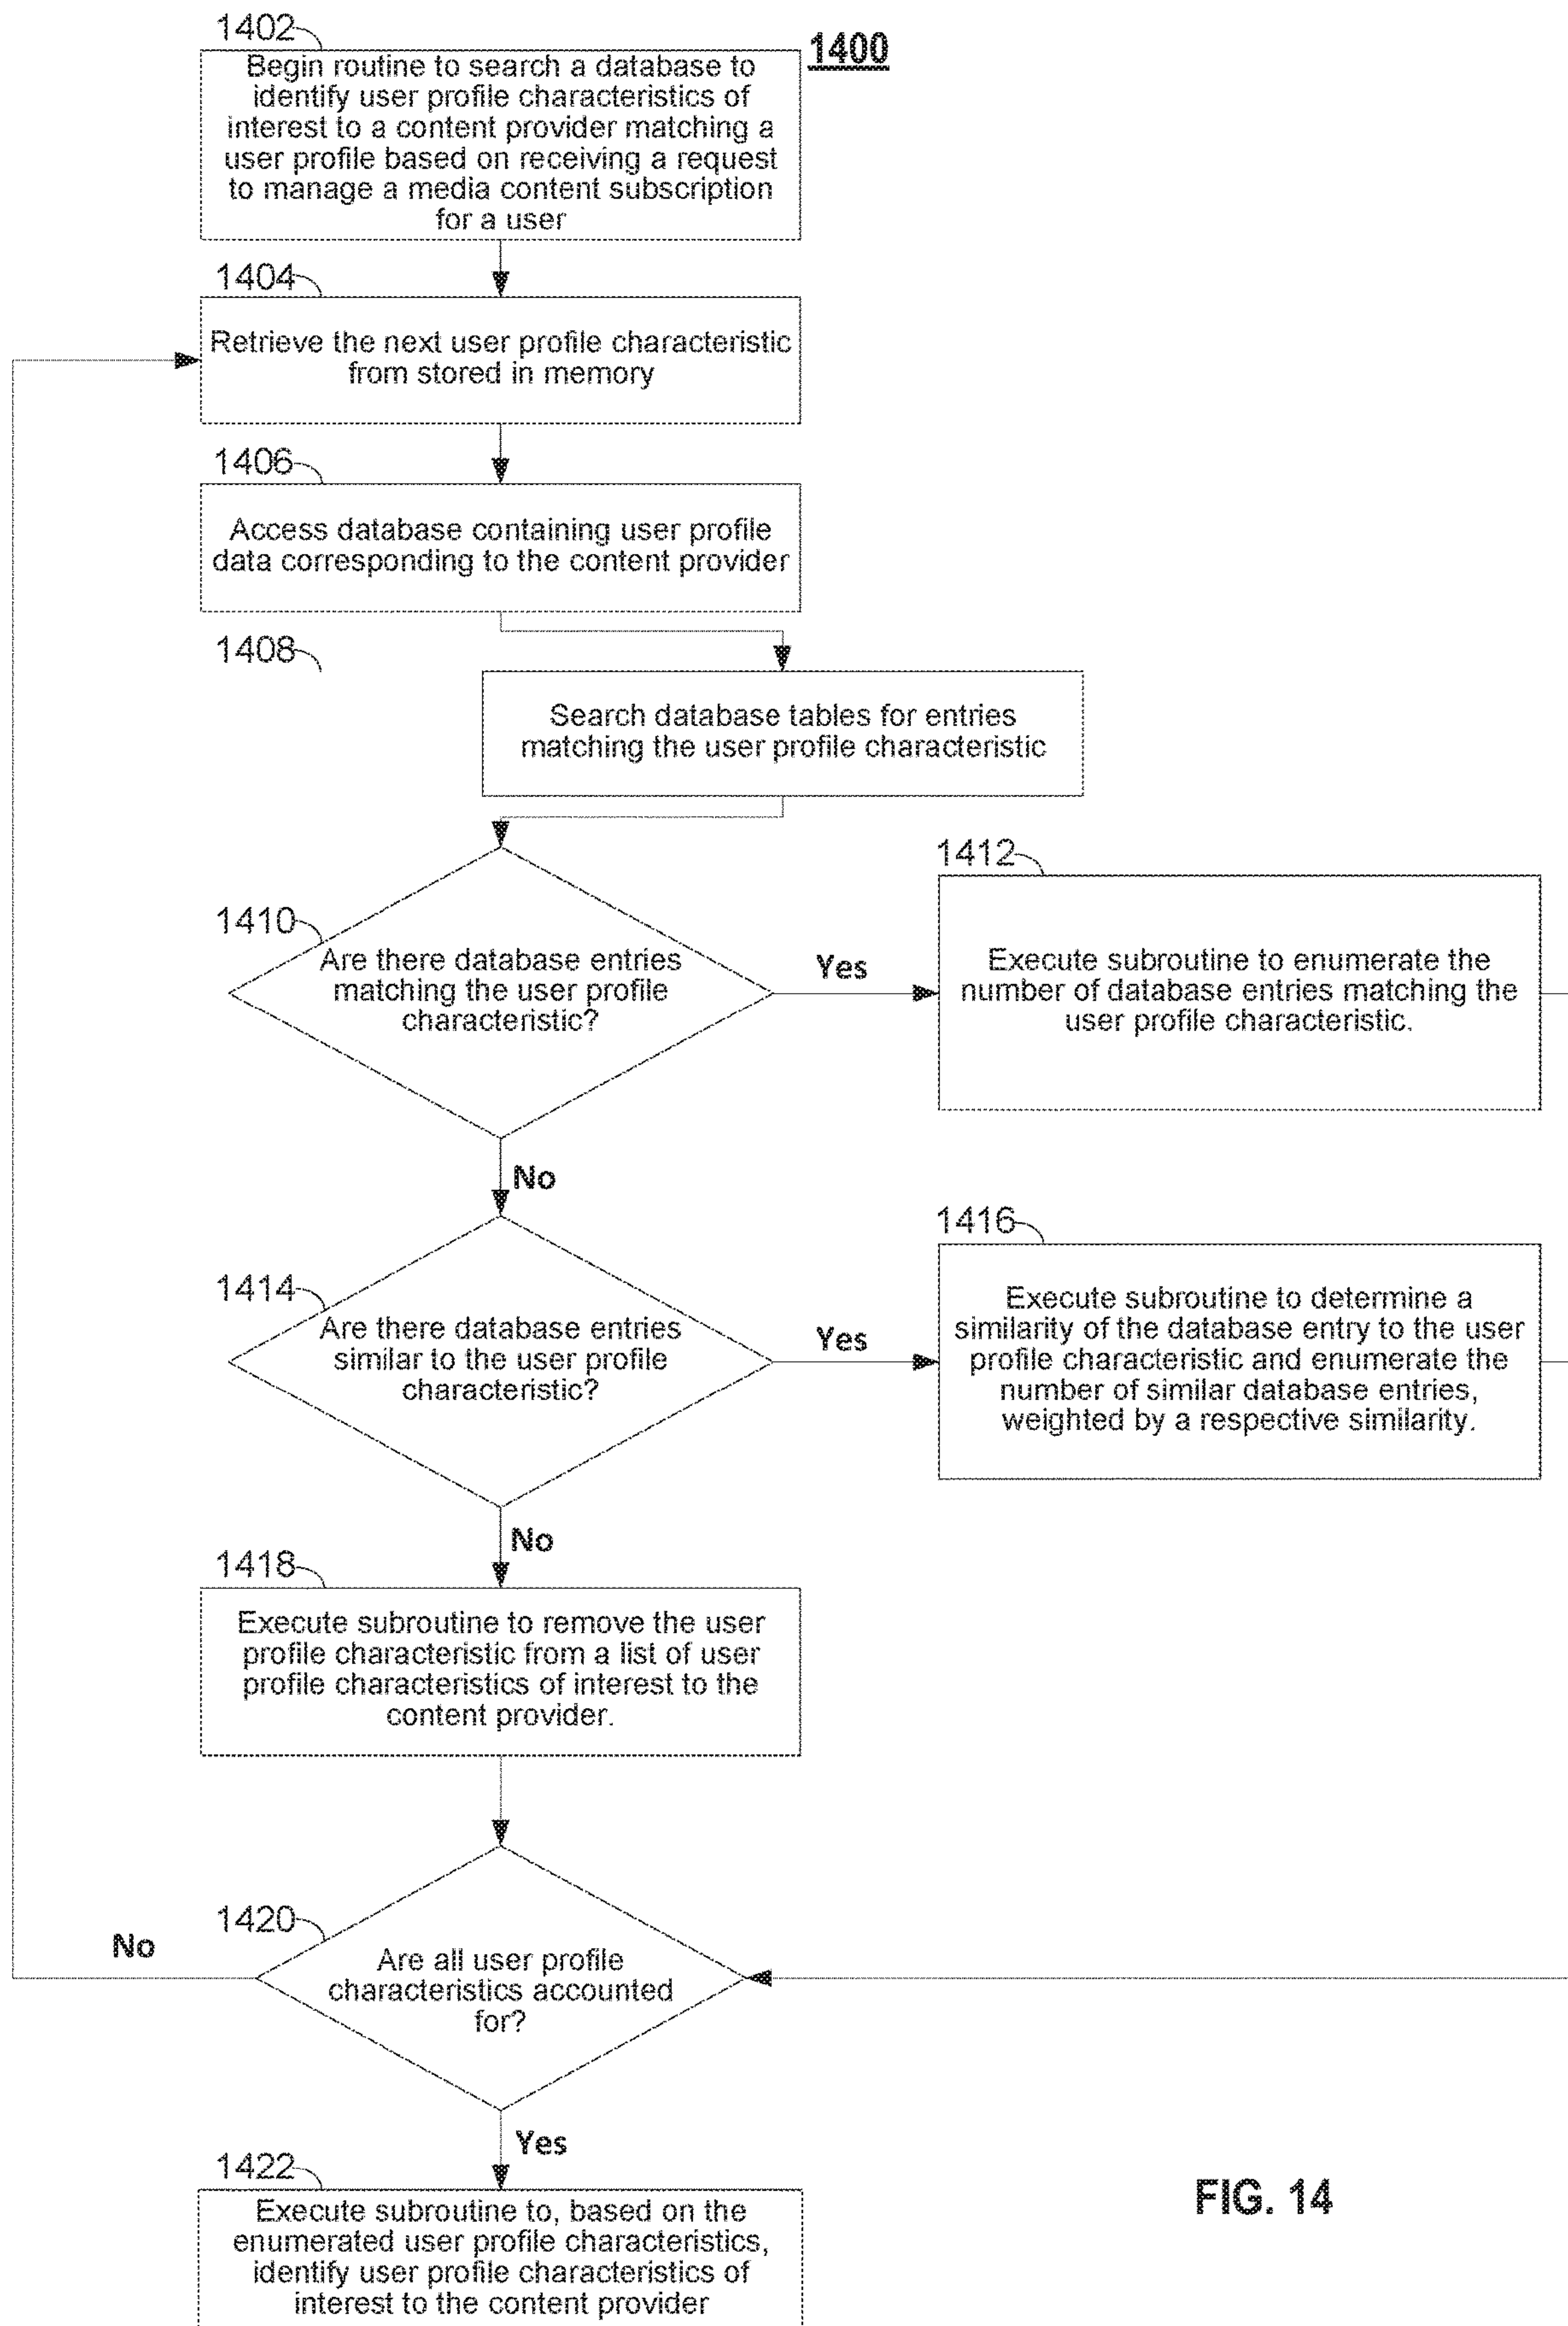 1402
1400
Begin routine to search a database to
identify user profile characteristics of
interest to a content provider matching a
user profile based on receiving a request
to manage a media content subscription
for a user
1404
Retrieve the next user profile characteristic
from stored in memory
1406
Access database containing user profile
data corresponding to the content provider
1408
Search database tables for entries
matching the user profile characteristic
1410
Are there database entries
matching the user profile
characteristic?
Yes
1412
Execute subroutine to enumerate the
number of database entries matching the
user profile characteristic.
No
1414
Are there database entries
similar to the user profile
characteristic?
Yes
1416
Execute subroutine to determine a
similarity of the database entry to the user
profile characteristic and enumerate the
number of similar database entries,
weighted by a respective similarity.
No
1418
Execute subroutine to remove the user
profile characteristic from a list of user
profile characteristics of interest to the
content provider.
1420
No
Are all user profile
characteristics accounted
for?
Yes
1422
Execute subroutine to, based on the
enumerated user profile characteristics,
identify user profile characteristics of
interest to the content provider
FIG. 14